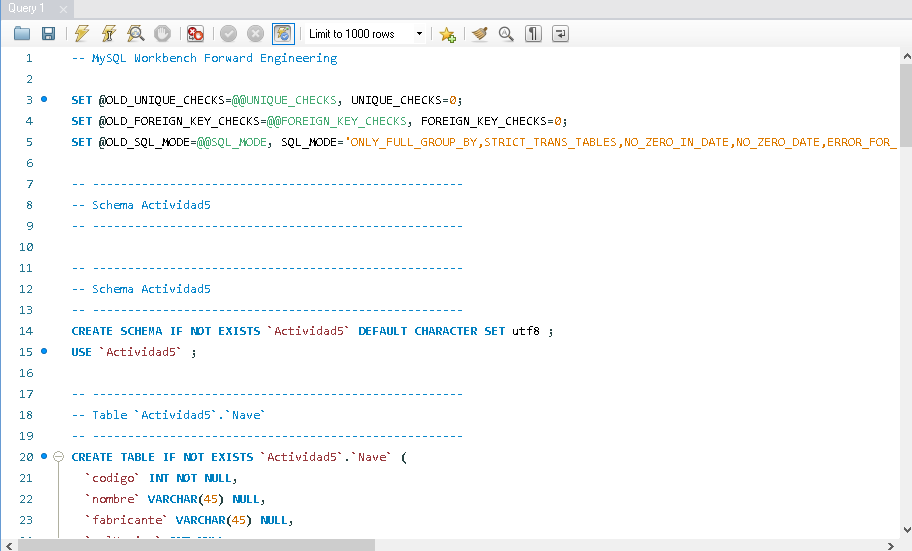 Query 1
Limit to 1000 rows
1 -- MySQL Workbench Forward Engineering
2
3 SET @OLD_UNIQUE_CHECKS=@@UNIQUE_CHECKS, UNIQUE_CHECKS=0;
4 SET @OLD_FOREIGN_KEY_CHECKS=@@FOREIGN_KEY_CHECKS, FOREIGN_KEY_CHECKS=0;
5 SET @OLD_SQL_MODE=@@SQL_MODE, SQL_MODE='ONLY_FULL_GROUP_BY,STRICT_TRANS_TABLES,NO_ZERO_IN_DATE,NO_ZERO_DATE,ERROR_FOR_
6
7 -- -----------------------------------------------------
8 -- Schema Actividad5
9 -- -----------------------------------------------------
10
11 -- -----------------------------------------------------
12 -- Schema Actividad5
13 -- -----------------------------------------------------
14 CREATE SCHEMA IF NOT EXISTS `Actividad5` DEFAULT CHARACTER SET utf8 ;
15 USE `Actividad5` ;
16
17 -- -----------------------------------------------------
18 -- Table `Actividad5`.`Nave`
19 -- -----------------------------------------------------
20 CREATE TABLE IF NOT EXISTS `Actividad5`.`Nave` (
21 `codigo` INT NOT NULL,
22 `nombre` VARCHAR(45) NULL,
23 `fabricante` VARCHAR(45) NULL,